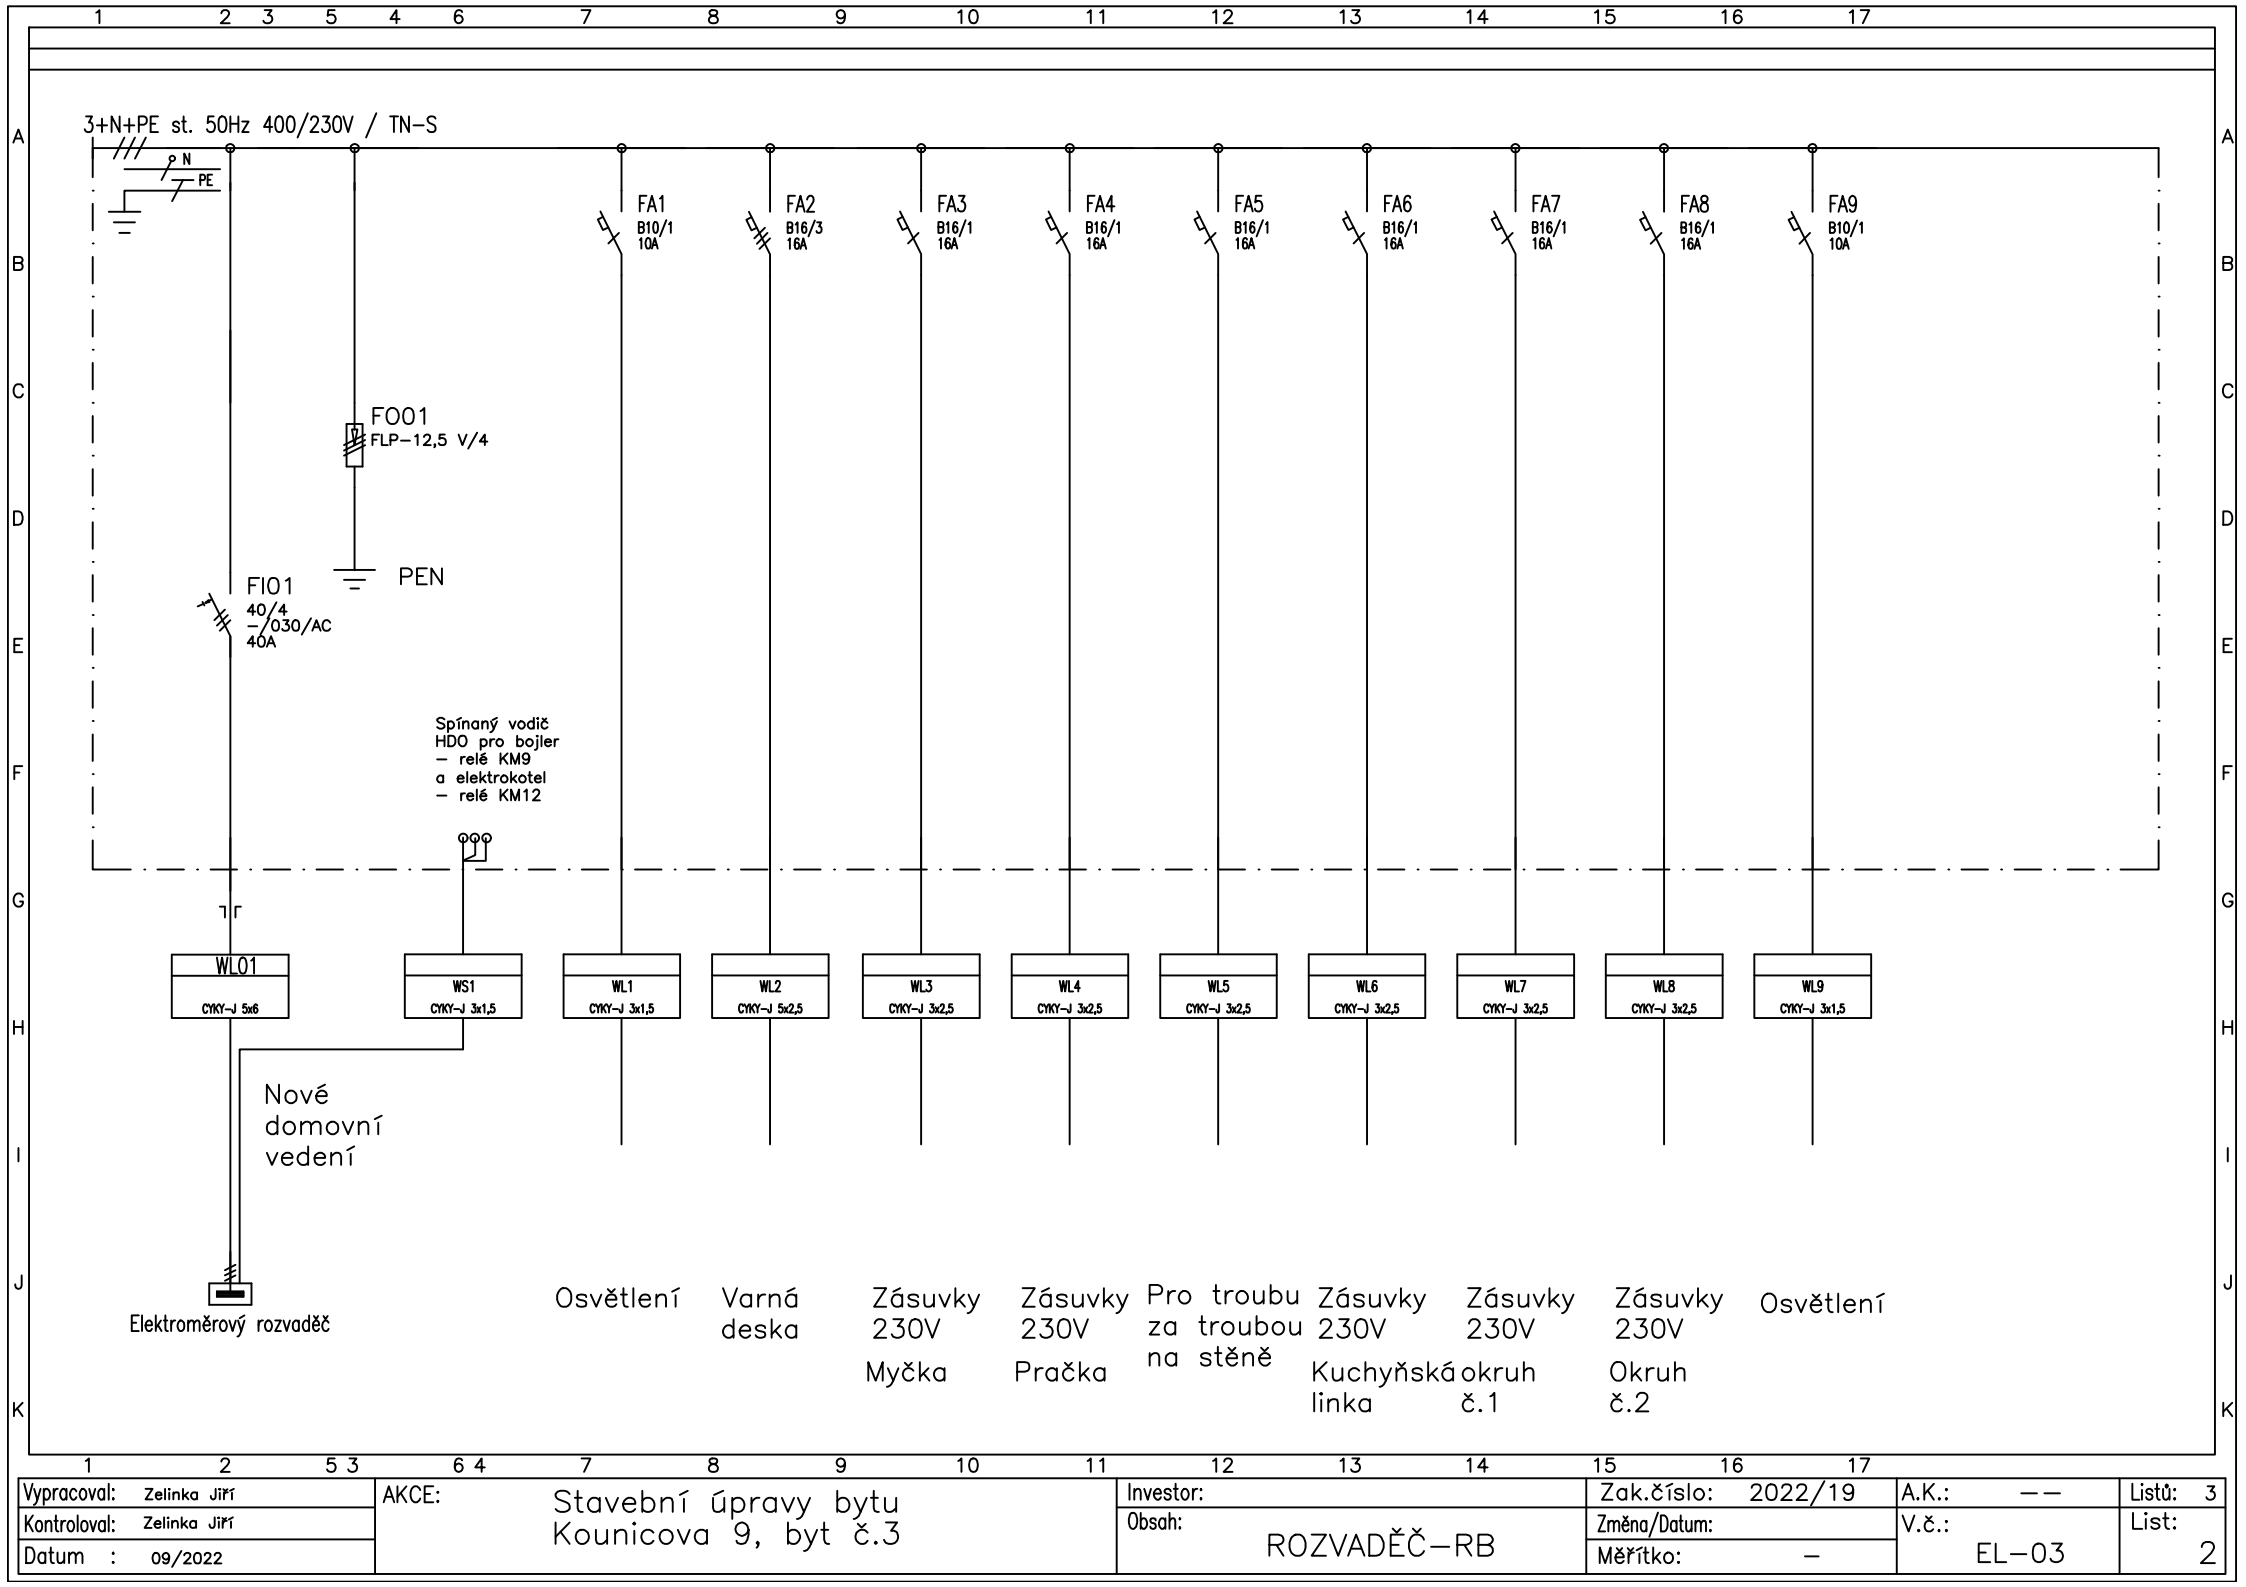 1 2 3 5 4 6 7 8 9 10 11 12 13 14 15 16 17
3+N+PE st. 50Hz 400/230V / TN-S
A A
N
PE
FA1
B10/1
10A
FA2
B16/3
16A
FA3
B16/1
16A
FA4
B16/1
16A
FA5
B16/1
16A
FA6
B16/1
16A
FA7
B16/1
16A
FA8
B16/1
16A
FA9
B10/1
10A
B B
C C
FO01
FLP-12,5 V/4
D D
PEN
FI01
40/4
-/030/AC
40A
E E
Spínaný vodič
HDO pro bojler
- relé KM9
a elektrokotel
- relé KM12
F F
G G
WL01
CYKY-J 5x6
WS1
CYKY-J 3x1,5
WL1
CYKY-J 3x1,5
WL2
CYKY-J 5x2,5
WL3
CYKY-J 3x2,5
WL4
CYKY-J 3x2,5
WL5
CYKY-J 3x2,5
WL6
CYKY-J 3x2,5
WL7
CYKY-J 3x2,5
WL8
CYKY-J 3x2,5
WL9
CYKY-J 3x1,5
H H
Nové
domovní
vedení
I I
J J
Elektroměrový rozvaděč
Osvětlení
Varná
deska
Zásuvky
230V
Myčka
Zásuvky
230V
Pračka
Pro troubu
za troubou
na stěně
Zásuvky
230V
Kuchyňská
linka
Zásuvky
230V
okruh
č.1
Zásuvky
230V
Okruh
č.2
Osvětlení
K K
1 2 5 3 6 4 7 8 9 10 11 12 13 14 15 16 17
Vypracoval: Zelinka Jiří
Kontroloval: Zelinka Jiří
Datum : 09/2022
AKCE:
Stavební úpravy bytu
Kounicova 9, byt č.3
Investor:
Obsah:
ROZVADĚČ-RB
Zak.číslo: 2022/19
Změna/Datum:
Měřítko: -
A.K.: --
V.č.:
EL-03
Listů: 3
List:
2